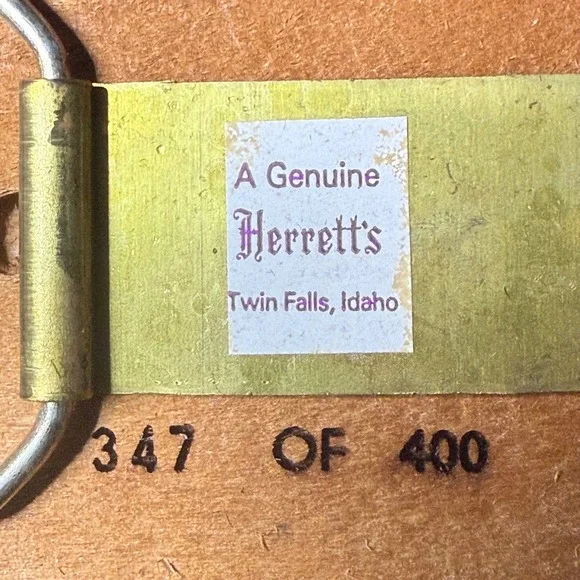 A Genuine
Herrett's
Twin Falls, Idaho
347 OF 400